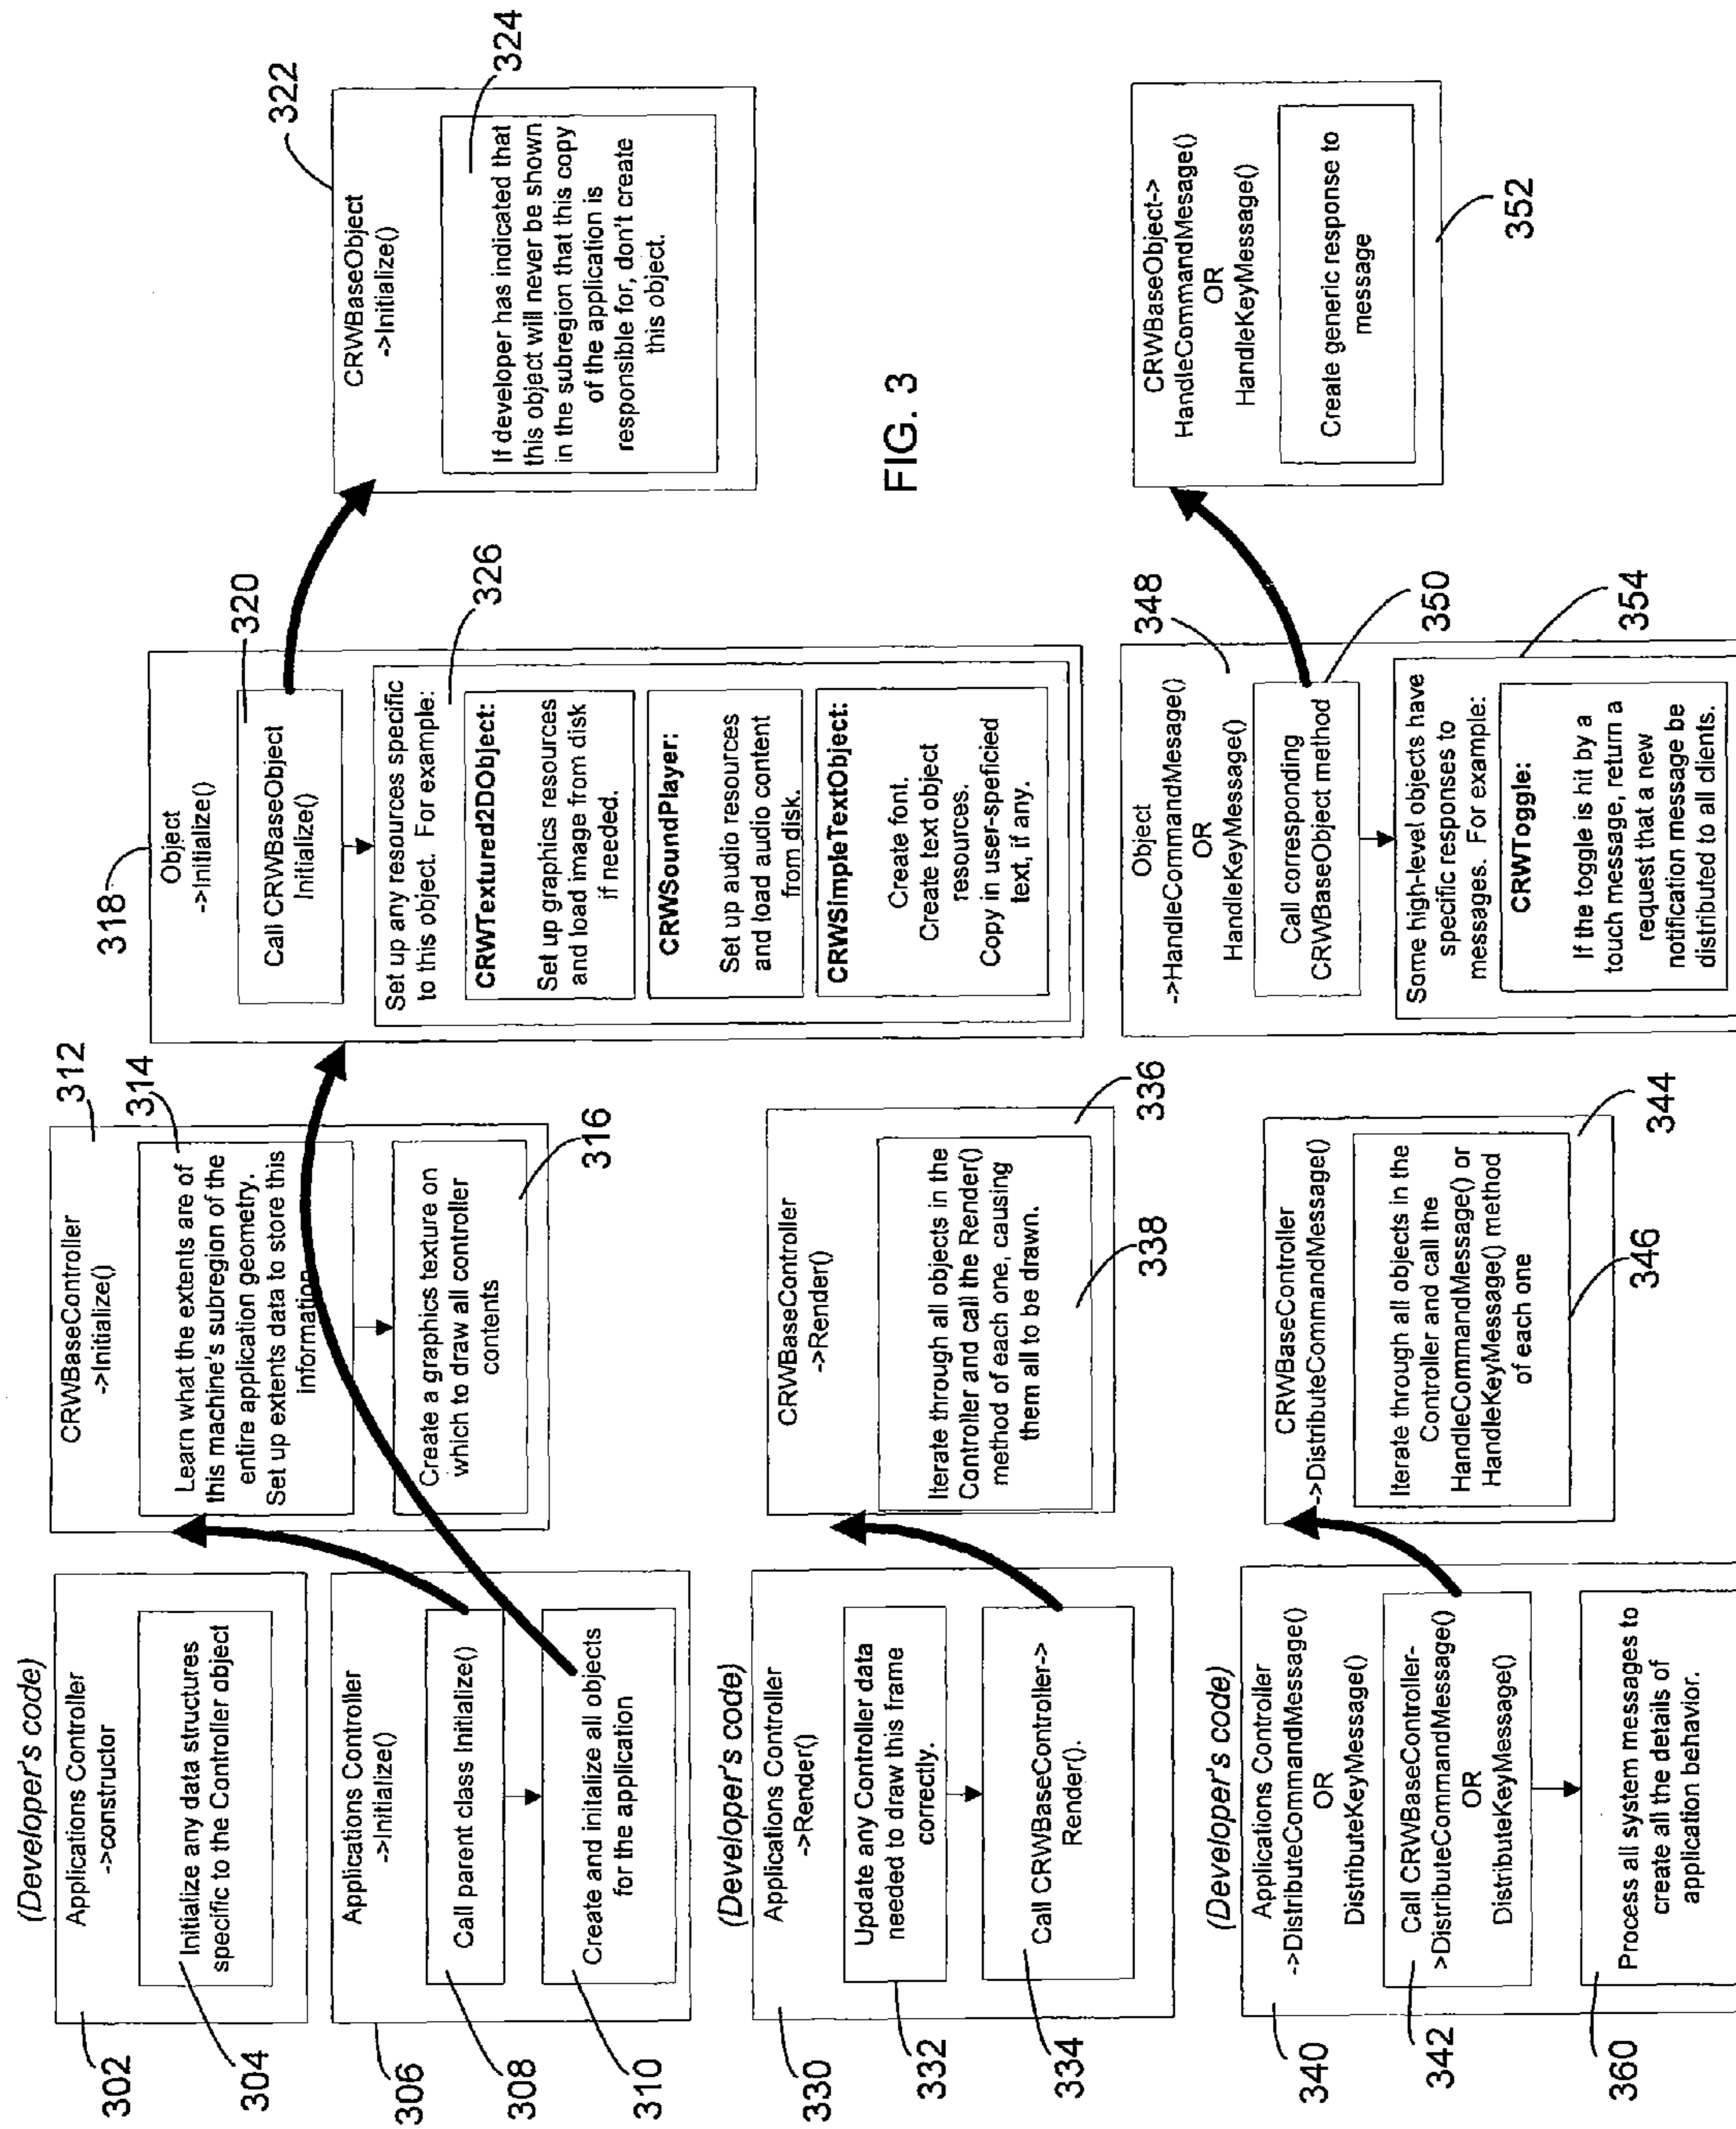 (Developer's code)
302
Applications Controller
->constructor
304
Initialize any data structures
specific to the Controller object
306
Applications Controller
->Initialize()
308
Call parent class Initialize()
310
Create and initalize all objects
for the application
312
CRWBaseController
->Initialize()
314
Learn what the extents are of
this machine's subregion of the
entire application geometry.
Set up extents data to store this
information
316
Create a graphics texture on
which to draw all controller
contents
318
Object
->Initialize()
320
Call CRWBaseObject
Initialize()
326
Set up any resources specific
to this object. For example:
CRWTextured2DObject:
Set up graphics resources
and load image from disk
if needed.
CRWSoundPlayer:
Set up audio resources
and load audio content
from disk.
CRWSimpleTextObject:
Create font.
Create text object
resources.
Copy in user-speficied
text, if any.
322
CRWBaseObject
->Initialize()
324
If developer has indicated that
this object will never be shown
in the subregion that this copy
of the application is
responsible for, don't create
this object.
(Developer's code)
330
Applications Controller
->Render()
332
Update any Controller data
needed to draw this frame
correctly.
334
Call CRWBaseController->
Render().
336
CRWBaseController
->Render()
338
Iterate through all objects in the
Controller and call the Render()
method of each one, causing
them all to be drawn.
FIG. 3
(Developer's code)
340
Applications Controller
->DistributeCommandMessage()
OR
DistributeKeyMessage()
342
Call CRWBaseController-
>DistributeCommandMessage()
OR
DistributeKeyMessage()
360
Process all system messages to
create all the details of
application behavior.
344
CRWBaseController
->DistributeCommandMessage()
346
Iterate through all objects in the
Controller and call the
HandleCommandMessage() or
HandleKeyMessage() method
of each one
348
Object
->HandleCommandMessage()
OR
HandleKeyMessage()
350
Call corresponding
CRWBaseObject method
354
Some high-level objects have
specific responses to
messages. For example:
CRWToggle:
If the toggle is hit by a
touch message, return a
request that a new
notification message be
distributed to all clients.
CRWBaseObject->
HandleCommandMessage()
OR
HandleKeyMessage()
352
Create generic response to
message